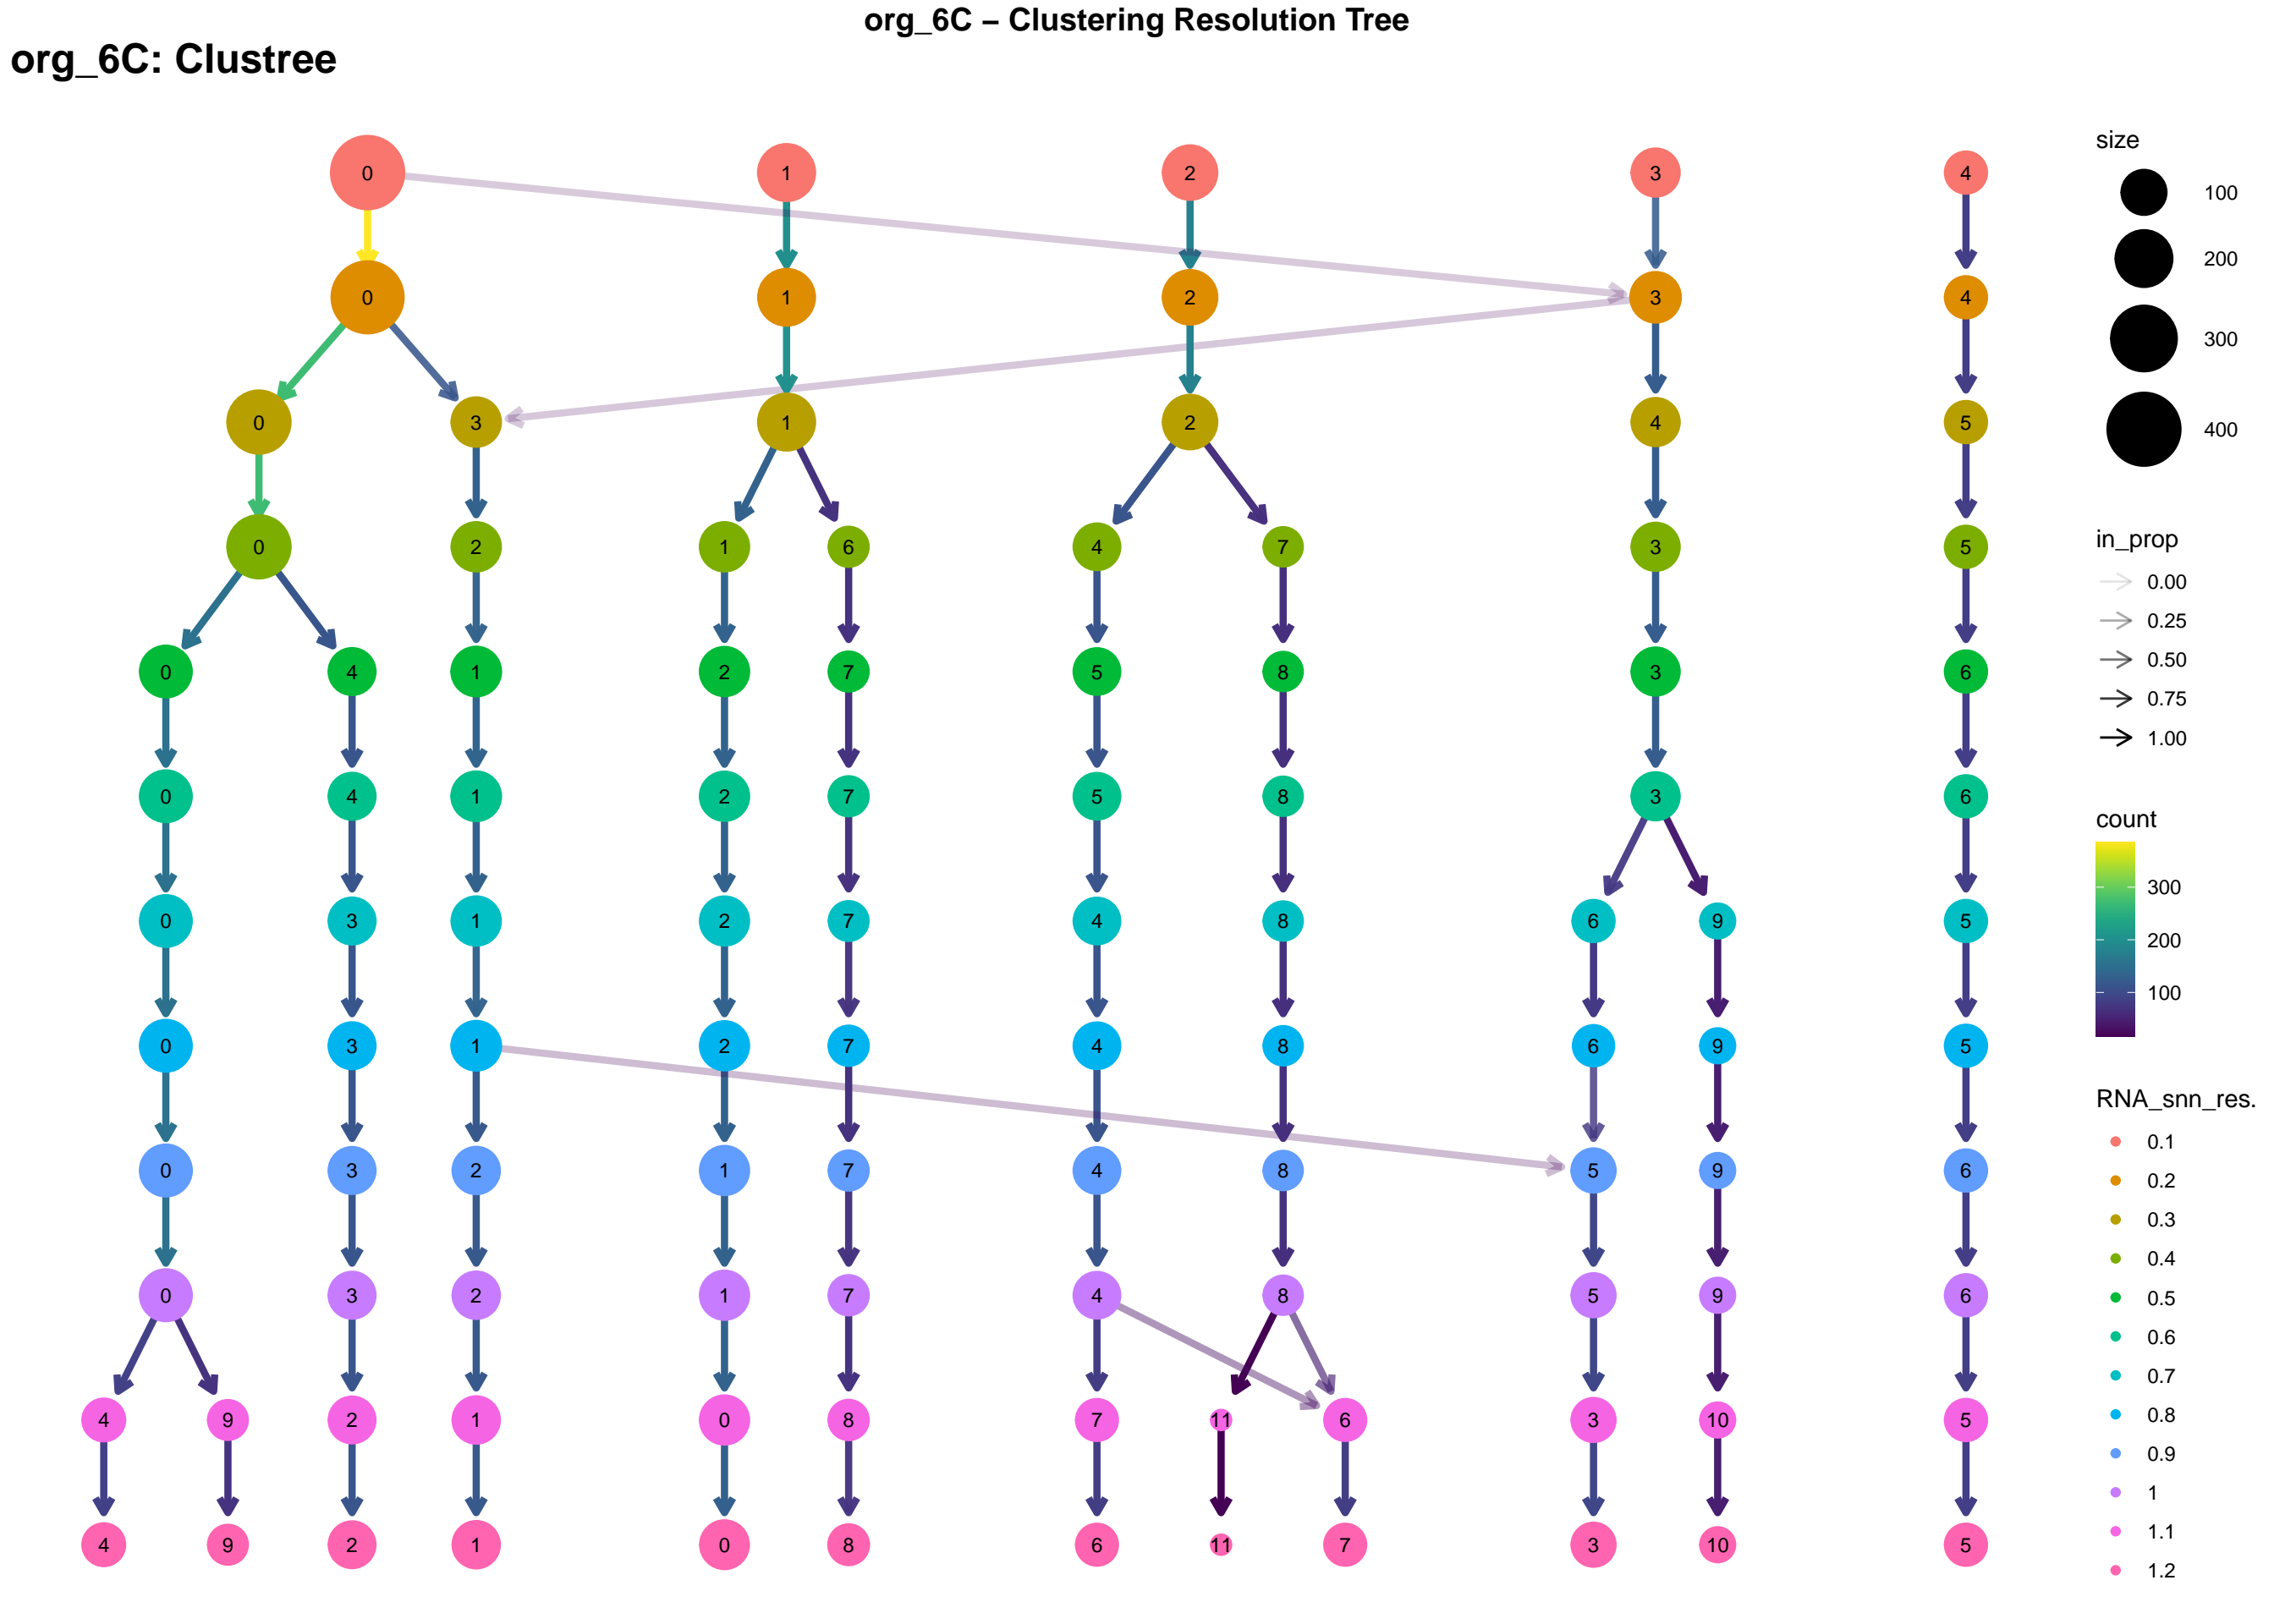 org_6C – Clustering Resolution Tree
org_6C: Clustree
0 1 2 3 4
0 1 2 3 4
0 3 1 2 4 5
0 2 1 6 4 7 3 5
0 4 1 2 7 5 8 3 6
0 4 1 2 7 5 8 3 6
0 3 1 2 7 4 8 6 9 5
0 3 1 2 7 4 8 6 9 5
0 3 2 1 7 4 8 5 9 6
0 3 2 1 7 4 8 5 9 6
4 9 2 1 0 8 7 11 6 3 10 5
4 9 2 1 0 8 6 11 7 3 10 5
size
100
200
300
400
in_prop
0.00
0.25
0.50
0.75
1.00
count
300
200
100
RNA_snn_res.
0.1
0.2
0.3
0.4
0.5
0.6
0.7
0.8
0.9
1
1.1
1.2